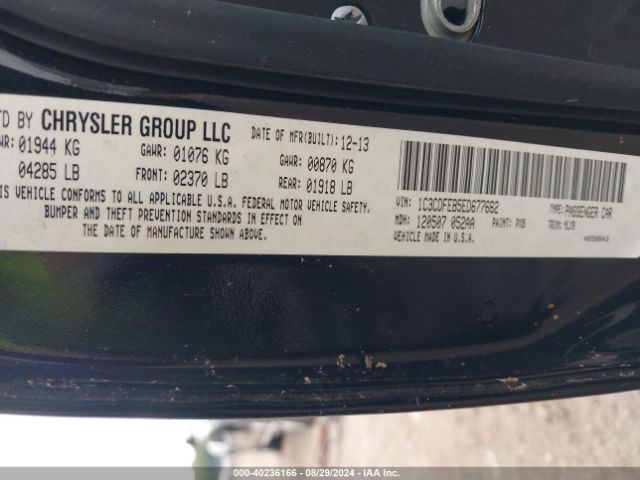 TD BY CHRYSLER GROUP LLC DATE OF MFR(BUILT): 12-13
WR: 01944 KG GAWR: 01076 KG GAWR: 00870 KG
04285 LB FRONT: 02370 LB REAR: 01918 LB
IS VEHICLE CONFORMS TO ALL APPLICABLE U.S.A. FEDERAL MOTOR VEHICLE SAFETY,
BUMPER AND THEFT PREVENTION STANDARDS IN EFFECT ON
THE DATE OF MANUFACTURE SHOWN ABOVE.
VIN: 1C3CDFEB5ED677662 TYPE: PASSENGER CAR
MDH: 120507 052AA PAINT: PXB TRIM:
VEHICLE MADE IN U.S.A.
000-40236166 - 08/29/2024 - IAA Inc.